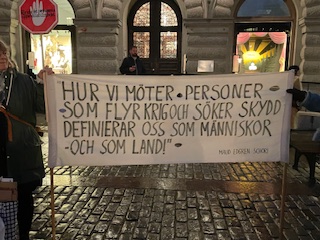 "HUR VI MÖTER • PERSONER
SOM FLYR KRIG OCH SÖKER SKYDD
DEFINIERAR OSS SOM MÄNNISKOR
- OCH SOM LAND!"